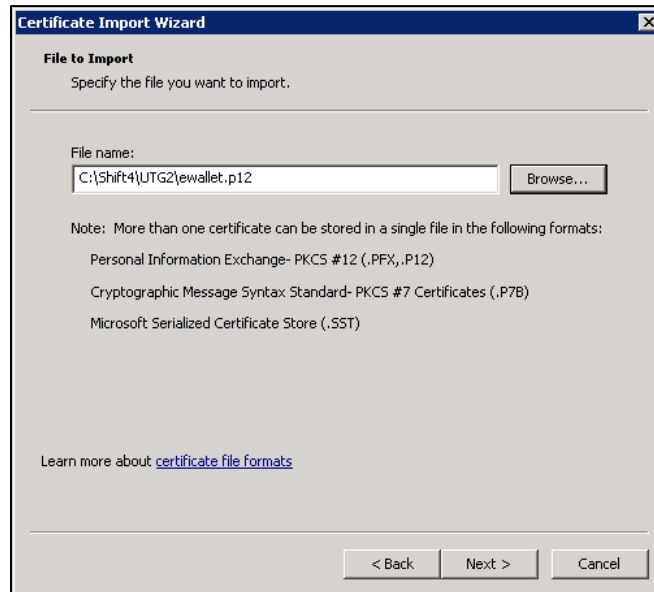 Certificate Import Wizard
File to Import
Specify the file you want to import.
File name:
C:\Shift4\UTG2\ewallet.p12
Browse...
Note: More than one certificate can be stored in a single file in the following formats:
Personal Information Exchange- PKCS #12 (.PFX,.P12)
Cryptographic Message Syntax Standard- PKCS #7 Certificates (.P7B)
Microsoft Serialized Certificate Store (.SST)
Learn more about certificate file formats
< Back Next > Cancel